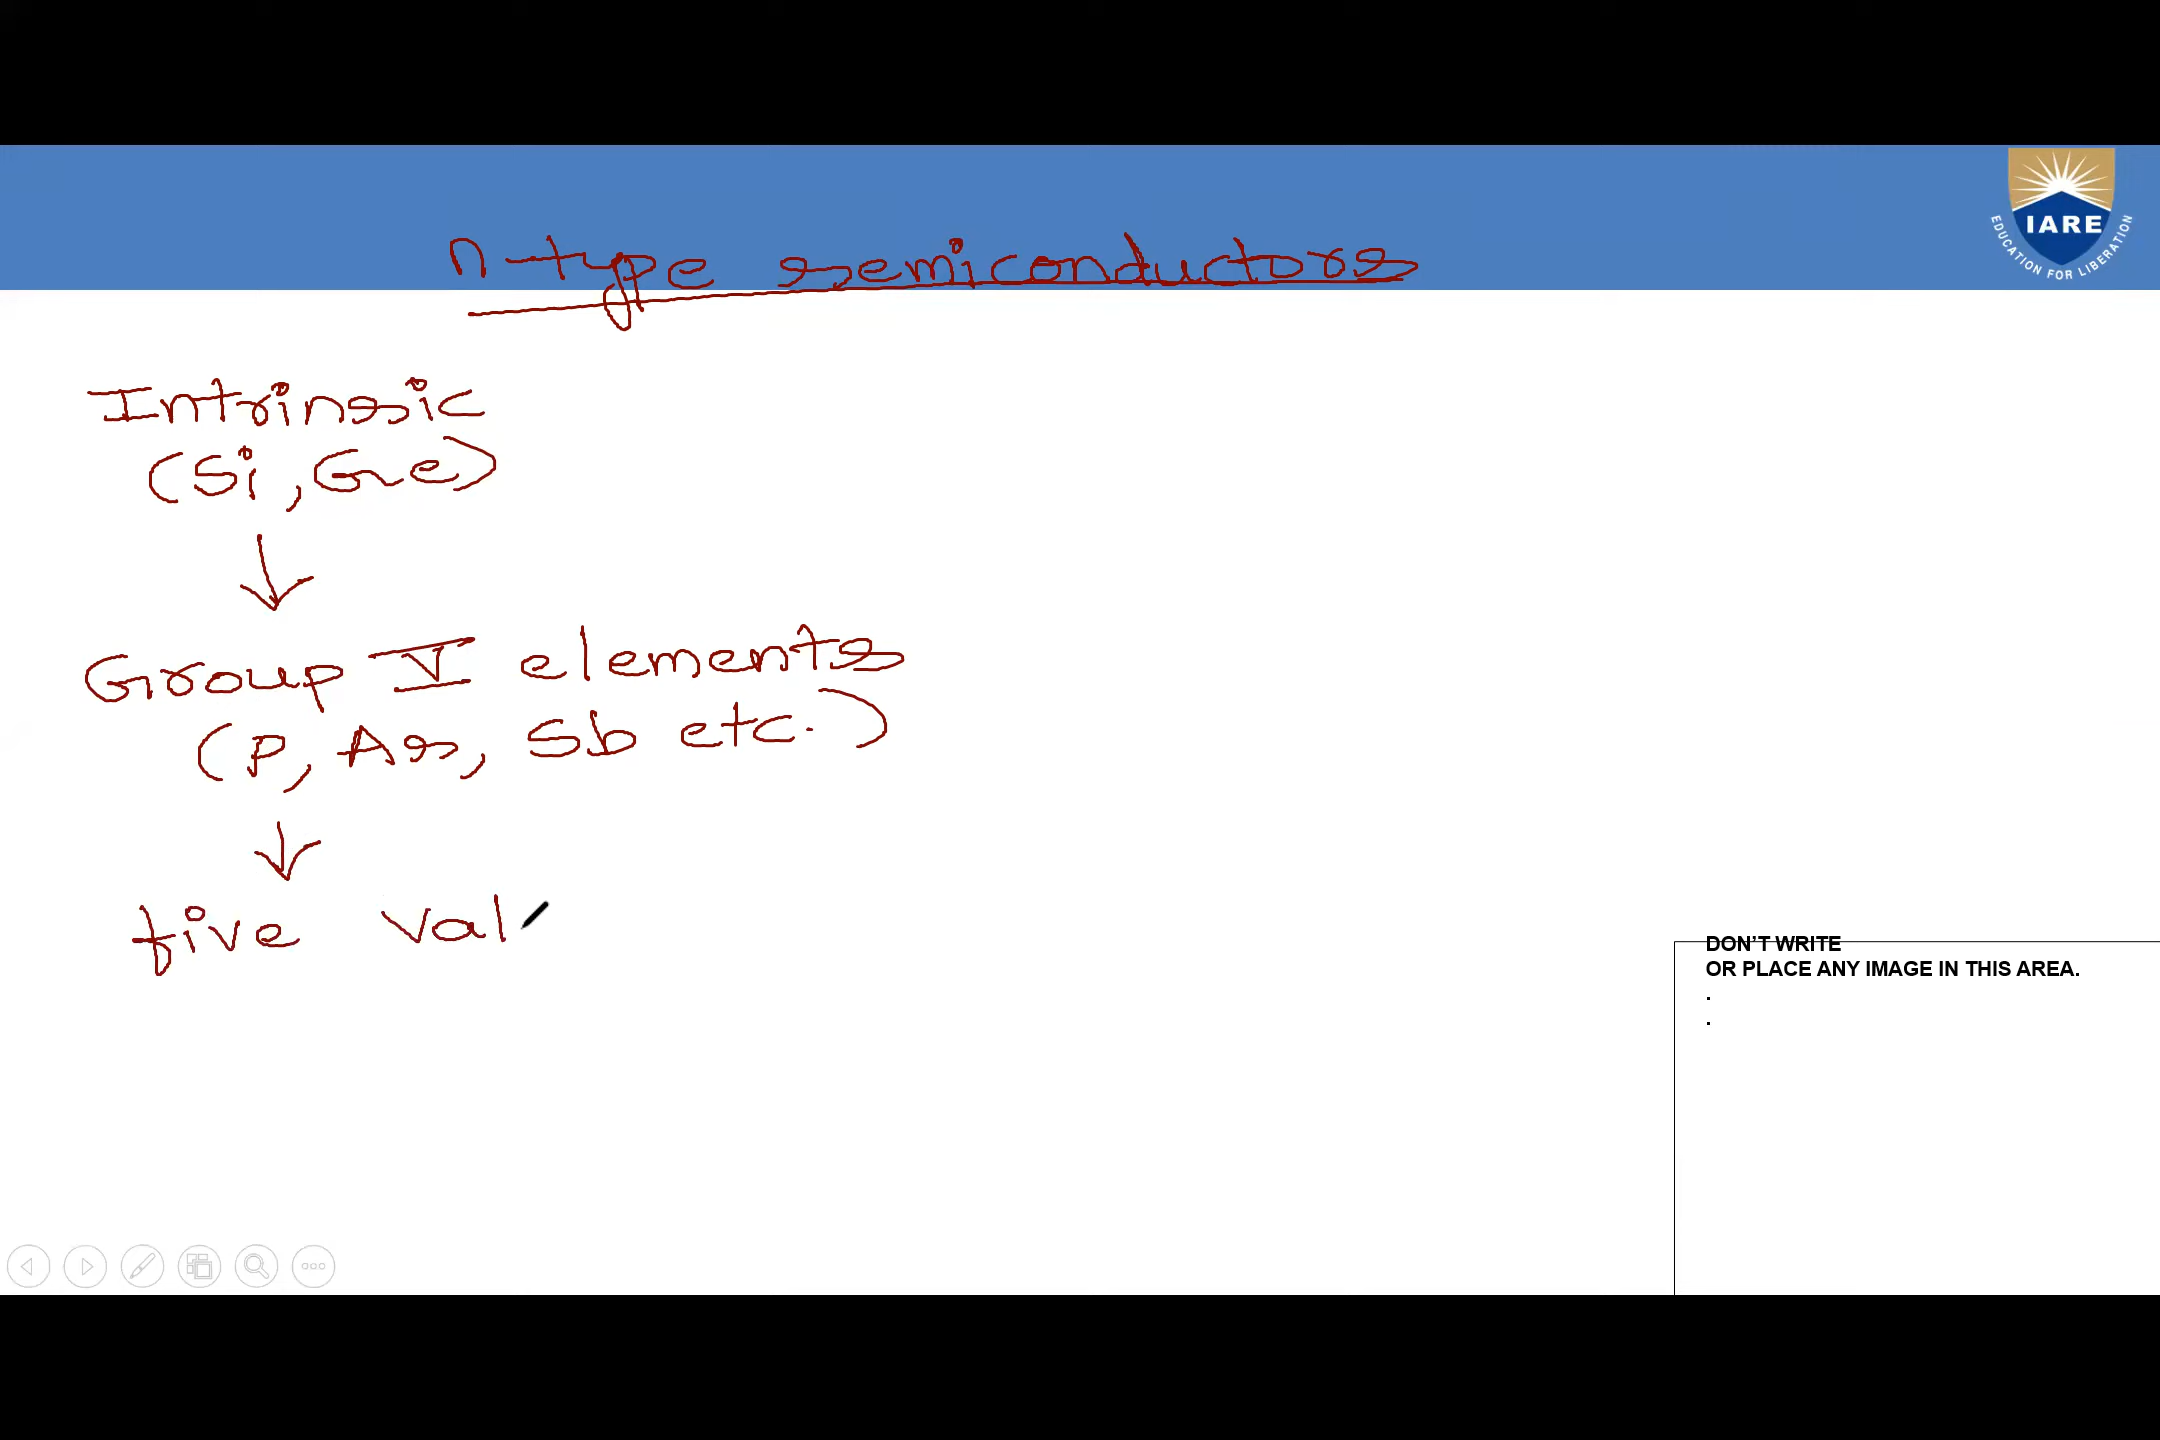 IARE
EDUCATION FOR LIBERATION
n-type semiconductors
Intrinsic
(Si, Ge)
Group V elements
(P, As, Sb etc.)
five val
DON'T WRITE
OR PLACE ANY IMAGE IN THIS AREA.
.
.